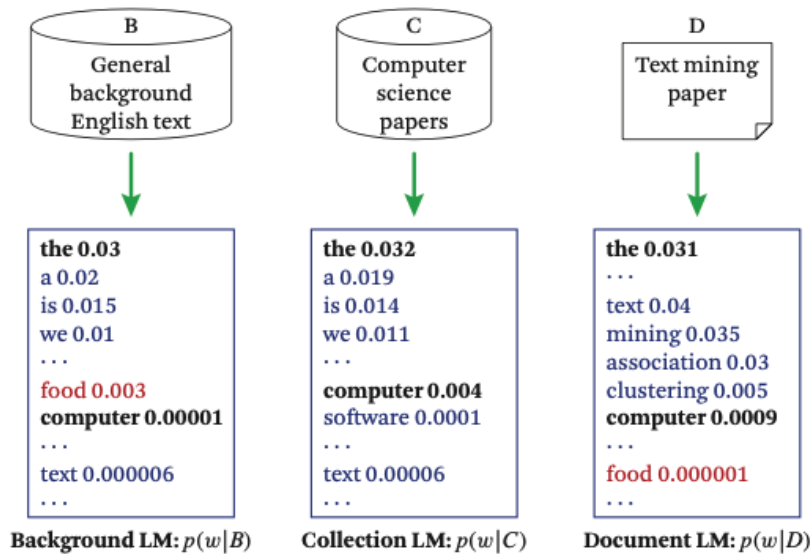 B
General
background
English text
the 0.03
a 0.02
is 0.015
we 0.01
...
food 0.003
computer 0.00001
...
text 0.000006
...
Background LM: p(w|B)
C
Computer
science
papers
the 0.032
a 0.019
is 0.014
we 0.011
...
computer 0.004
software 0.0001
...
text 0.00006
...
Collection LM: p(w|C)
D
Text mining
paper
the 0.031
...
text 0.04
mining 0.035
association 0.03
clustering 0.005
computer 0.0009
...
food 0.000001
...
Document LM: p(w|D)